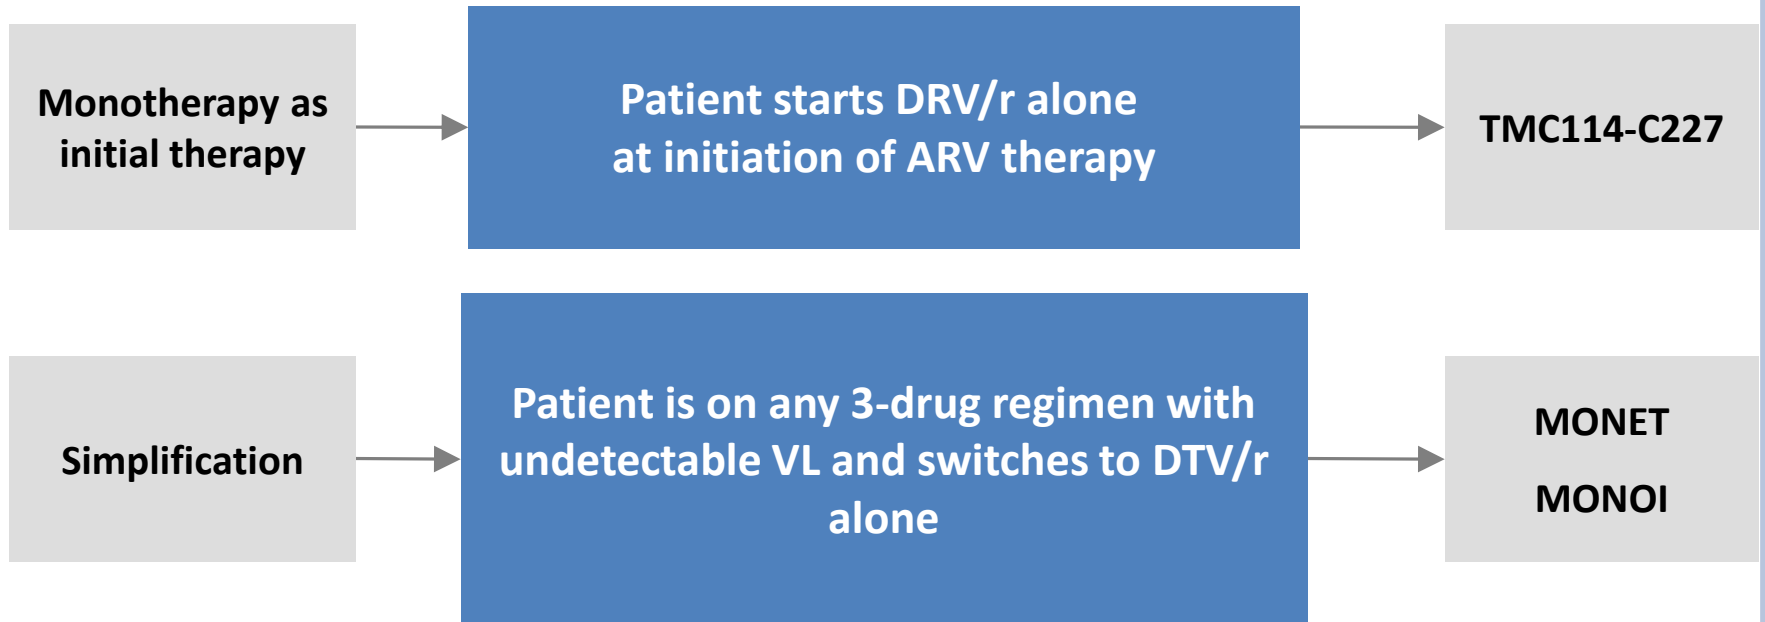 Monotherapy as
initial therapy
Patient starts DRV/r alone
at initiation of ARV therapy
TMC114-C227
Simplification
Patient is on any 3-drug regimen with
undetectable VL and switches to DTV/r
alone
MONET
MONOI